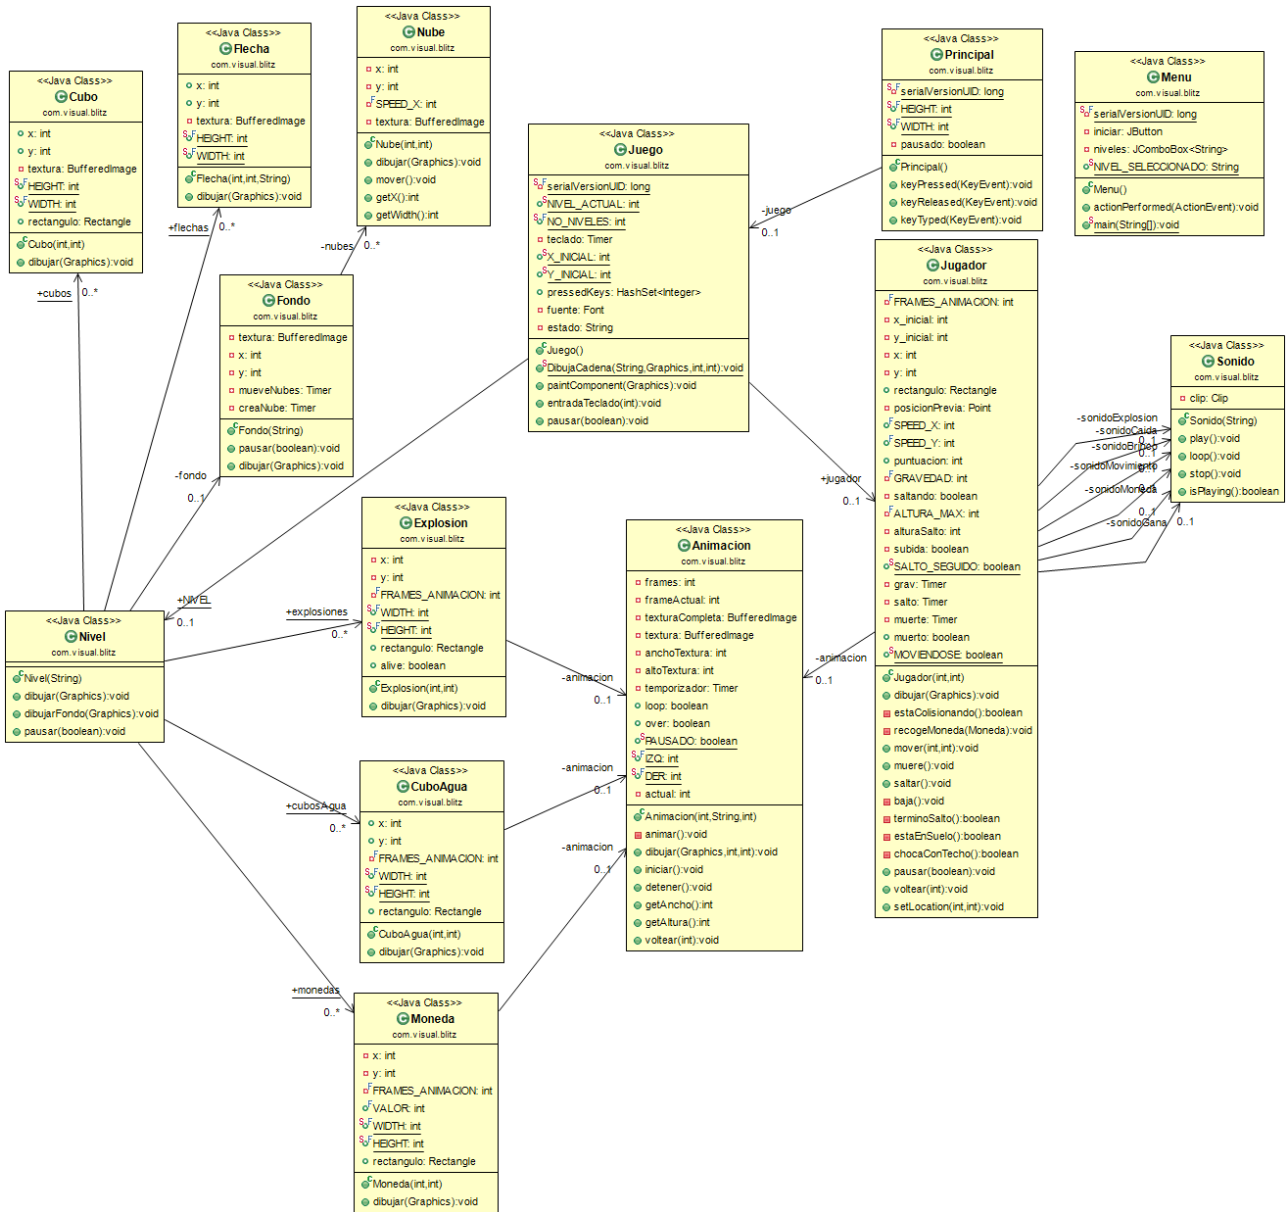 <<Java Class>>
Cubo
com.visual.blitz
x: int
y: int
textura: BufferedImage
HEIGHT: int
WIDTH: int
rectangulo: Rectangle
Cubo(int,int)
dibujar(Graphics):void
<<Java Class>>
Flecha
com.visual.blitz
x: int
y: int
textura: BufferedImage
HEIGHT: int
WIDTH: int
Flecha(int,int,String)
dibujar(Graphics):void
<<Java Class>>
Nube
com.visual.blitz
x: int
y: int
SPEED_X: int
textura: BufferedImage
Nube(int,int)
dibujar(Graphics):void
mover():void
getX():int
getWidth():int
<<Java Class>>
Juego
com.visual.blitz
serialVersionUID: long
NIVEL_ACTUAL: int
NO_NIVELES: int
teclado: Timer
X_INICIAL: int
Y_INICIAL: int
pressedKeys: HashSet<Integer>
fuente: Font
estado: String
Juego()
DibujaCadena(String,Graphics,int,int):void
paintComponent(Graphics):void
entradaTeclado(int):void
pausar(boolean):void
<<Java Class>>
Principal
com.visual.blitz
serialVersionUID: long
HEIGHT: int
WIDTH: int
pausado: boolean
Principal()
keyPressed(KeyEvent):void
keyReleased(KeyEvent):void
keyTyped(KeyEvent):void
<<Java Class>>
Menu
com.visual.blitz
serialVersionUID: long
iniciar: JButton
niveles: JComboBox<String>
NIVEL_SELECCIONADO: String
Menu()
actionPerformed(ActionEvent):void
main(String[]):void
-juego
0..1
+flechas
0..*
-nubes
0..*
+cubos
0..*
<<Java Class>>
Fondo
com.visual.blitz
textura: BufferedImage
x: int
y: int
mueveNubes: Timer
creaNube: Timer
Fondo(String)
pausar(boolean):void
dibujar(Graphics):void
-fondo
0..1
<<Java Class>>
Jugador
com.visual.blitz
FRAMES_ANIMACION: int
x_inicial: int
y_inicial: int
x: int
y: int
rectangulo: Rectangle
posicionPrevia: Point
SPEED_X: int
SPEED_Y: int
puntuacion: int
GRAVEDAD: int
saltando: boolean
ALTURA_MAX: int
alturaSalto: int
subida: boolean
SALTO_SEGUIDO: boolean
grav: Timer
salto: Timer
muerte: Timer
muerto: boolean
MOVIENDOSE: boolean
Jugador(int,int)
dibujar(Graphics):void
estaColisionando():boolean
recogeMoneda(Moneda):void
mover(int,int):void
muere():void
saltar():void
baja():void
terminoSalto():boolean
estaEnSuelo():boolean
chocaConTecho():boolean
pausar(boolean):void
voltear(int):void
setLocation(int,int):void
+jugador
0..1
<<Java Class>>
Sonido
com.visual.blitz
clip: Clip
Sonido(String)
play():void
loop():void
stop():void
isPlaying():boolean
-sonidoExplosion
-sonidoCaida
0..1
-sonidoBrinco
0..1
-sonidoMovimiento
0..1
-sonidoMoneda
0..1
0..1
-sonidoGana
0..1
<<Java Class>>
Nivel
com.visual.blitz
Nivel(String)
dibujar(Graphics):void
dibujarFondo(Graphics):void
pausar(boolean):void
+NIVEL
0..1
+explosiones
0..*
<<Java Class>>
Explosion
com.visual.blitz
x: int
y: int
FRAMES_ANIMACION: int
WIDTH: int
HEIGHT: int
rectangulo: Rectangle
alive: boolean
Explosion(int,int)
dibujar(Graphics):void
-animacion
0..1
<<Java Class>>
Animacion
com.visual.blitz
frames: int
frameActual: int
texturaCompleta: BufferedImage
textura: BufferedImage
anchoTextura: int
altoTextura: int
temporizador: Timer
loop: boolean
over: boolean
PAUSADO: boolean
IZQ: int
DER: int
actual: int
Animacion(int,String,int)
animar():void
dibujar(Graphics,int,int):void
iniciar():void
detener():void
getAncho():int
getAltura():int
voltear(int):void
-animacion
0..1
+cubosAgua
0..*
<<Java Class>>
CuboAgua
com.visual.blitz
x: int
y: int
FRAMES_ANIMACION: int
WIDTH: int
HEIGHT: int
rectangulo: Rectangle
CuboAgua(int,int)
dibujar(Graphics):void
-animacion
0..1
-animacion
0..1
+monedas
0..*
<<Java Class>>
Moneda
com.visual.blitz
x: int
y: int
FRAMES_ANIMACION: int
VALOR: int
WIDTH: int
HEIGHT: int
rectangulo: Rectangle
Moneda(int,int)
dibujar(Graphics):void